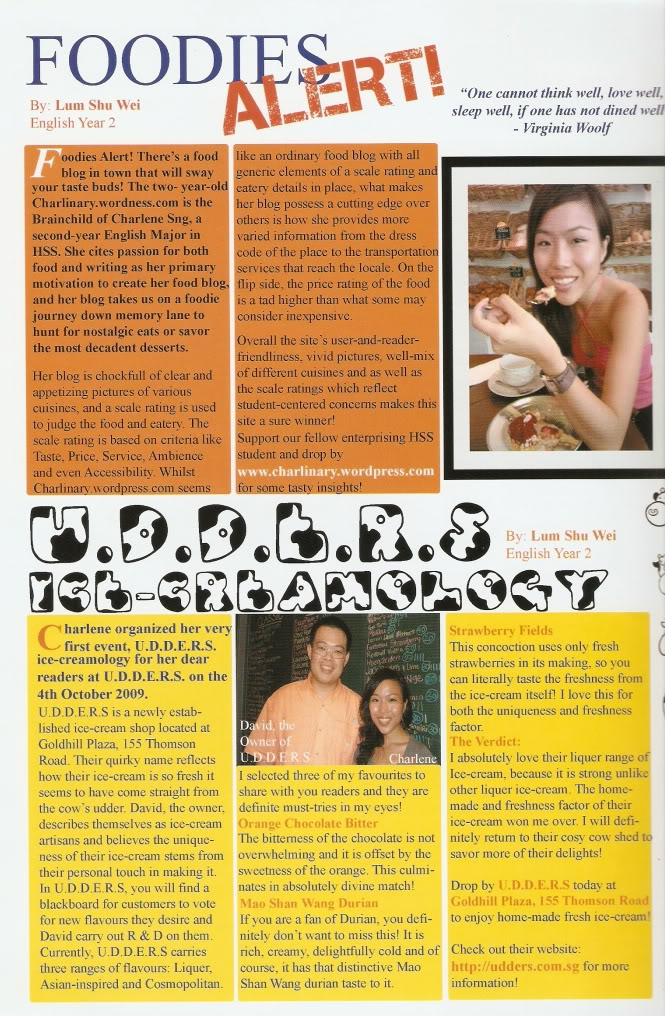 FOODIES
ALERT!
By: Lum Shu Wei
English Year 2
“One cannot think well, love well,
sleep well, if one has not dined well
- Virginia Woolf
Foodies Alert! There’s a food
blog in town that will sway
your taste buds! The two- year-old
Charlinary.wordness.com is the
Brainchild of Charlene Sng, a
second-year English Major in
HSS. She cites passion for both
food and writing as her primary
motivation to create her food blog,
and her blog takes us on a foodie
journey down memory lane to
hunt for nostalgic eats or savor
the most decadent desserts.
Her blog is chockfull of clear and
appetizing pictures of various
cuisines, and a scale rating is used
to judge the food and eatery. The
scale rating is based on criteria like
Taste, Price, Service, Ambience
and even Accessibility. Whilst
Charlinary.wordpress.com seems
like an ordinary food blog with all
generic elements of a scale rating and
eatery details in place, what makes
her blog possess a cutting edge over
others is how she provides more
varied information from the dress
code of the place to the transportation
services that reach the locale. On the
flip side, the price rating of the food
is a tad higher than what some may
consider inexpensive.
Overall the site’s user-and-reader-
friendliness, vivid pictures, well-mix
of different cuisines and as well as
the scale ratings which reflect
student-centered concerns makes this
site a sure winner!
Support our fellow enterprising HSS
student and drop by
www.charlinary.wordpress.com
for some tasty insights!
U.D.D.E.R.S
ICE-CREAMOLOGY
By: Lum Shu Wei
English Year 2
Charlene organized her very
first event, U.D.D.E.R.S.
ice-creamology for her dear
readers at U.D.D.E.R.S. on the
4th October 2009.
U.D.D.E.R.S is a newly estab-
lished ice-cream shop located at
Goldhill Plaza, 155 Thomson
Road. Their quirky name reflects
how their ice-cream is so fresh it
seems to have come straight from
the cow’s udder. David, the owner,
describes themselves as ice-cream
artisans and believes the unique-
ness of their ice-cream stems from
their personal touch in making it.
In U.D.D.E.R.S, you will find a
blackboard for customers to vote
for new flavours they desire and
David carry out R & D on them.
Currently, U.D.D.E.R.S carries
three ranges of flavours: Liquer,
Asian-inspired and Cosmopolitan.
David, the
Owner of
U D D E R S
Charlene
I selected three of my favourites to
share with you readers and they are
definite must-tries in my eyes!
Orange Chocolate Bitter
The bitterness of the chocolate is not
overwhelming and it is offset by the
sweetness of the orange. This culmi-
nates in absolutely divine match!
Mao Shan Wang Durian
If you are a fan of Durian, you defi-
nitely don’t want to miss this! It is
rich, creamy, delightfully cold and of
course, it has that distinctive Mao
Shan Wang durian taste to it.
Strawberry Fields
This concoction uses only fresh
strawberries in its making, so you
can literally taste the freshness from
the ice-cream itself! I love this for
both the uniqueness and freshness
factor.
The Verdict:
I absolutely love their liquer range of
Ice-cream, because it is strong unlike
other liquer ice-cream. The home-
made and freshness factor of their
ice-cream won me over. I will defi-
nitely return to their cosy cow shed to
savor more of their delights!
Drop by U.D.D.E.R.S today at
Goldhill Plaza, 155 Thomson Road
to enjoy home-made fresh ice-cream!
Check out their website:
http://udders.com.sg for more
information!